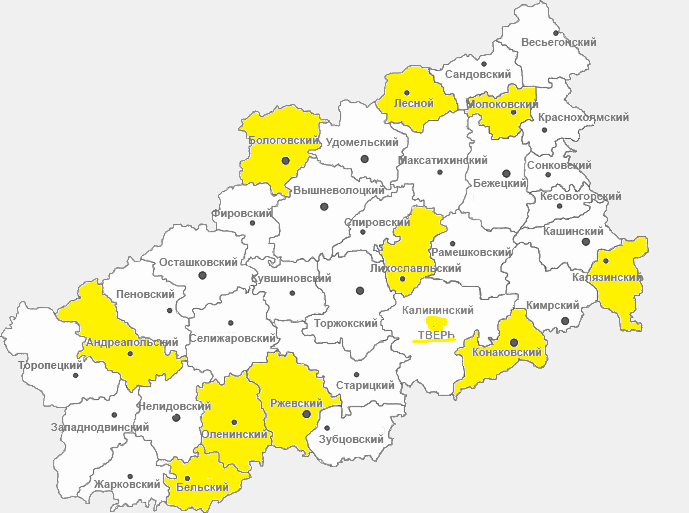 Весьегонский
Сандовский
Лесной
Молоковский
Краснохолмский
Бологовский
Удомельский
Максатихинский
Сонковский
Бежецкий
Вышневолоцкий
Кесовогорский
Фировский
Спировский
Кашинский
Рамешковский
Осташковский
Лихославльский
Калязинский
Кувшиновский
Пеновский
Кимрский
Калининский
Торжокский
ТВЕРЬ
Селижаровский
Андреапольский
Конаковский
Торопецкий
Старицкий
Ржевский
Нелидовский
Западнодвинский
Оленинский
Зубцовский
Жарковский
Бельский